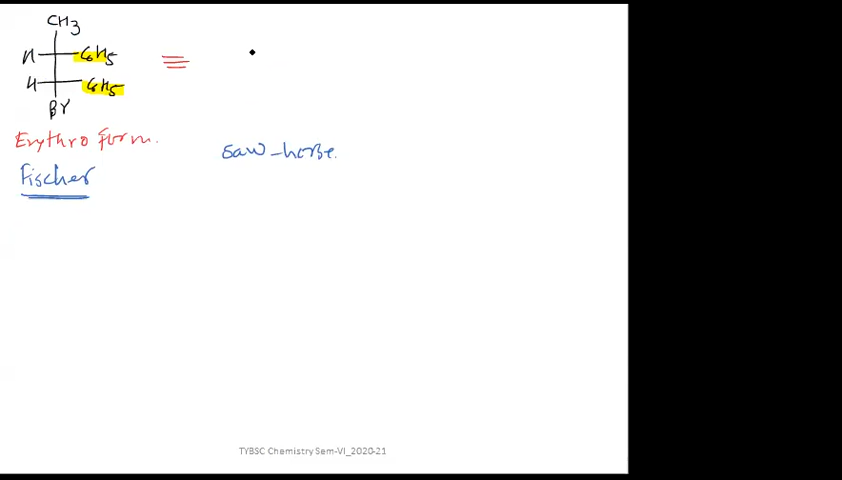 CH3
H C6H5
H C6H5
Br
Erythro form.
Fischer
Saw-horse.
TYBSC Chemistry Sem-VI_2020-21